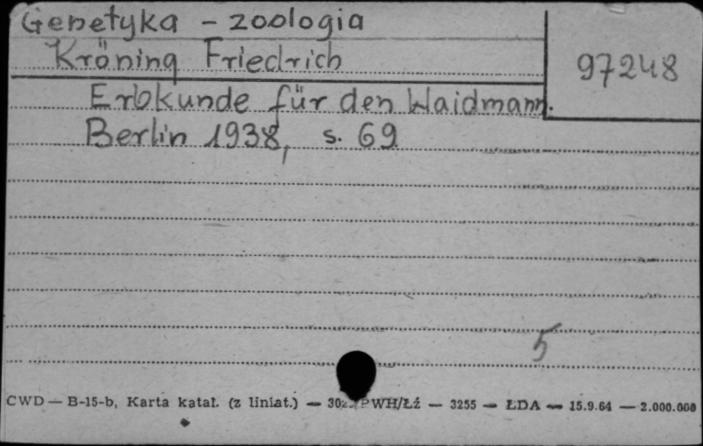 Genetyka - zoologia
Kröning Friedrich
97248
Erbkunde für den Waidmann.
Berlin 1938, s. 69
5
CWD — B-15-b, Karta katal. (z liniat.) — PWH/Łź — 3255 — ŁDA — 15.9.64 — 2.000.000